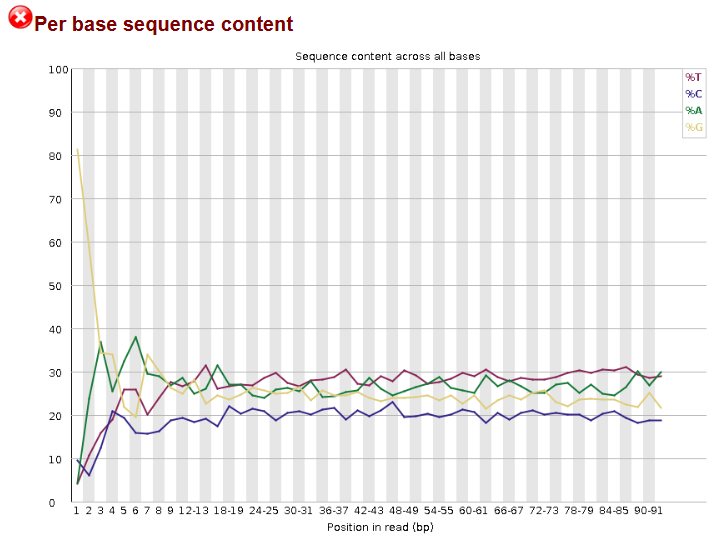 Per base sequence content
Sequence content across all bases
%T
%C
%A
%G
100
90
80
70
60
50
40
30
20
10
0
1 2 3 4 5 6 7 8 9 12-13 18-19 24-25 30-31 36-37 42-43 48-49 54-55 60-61 66-67 72-73 78-79 84-85 90-91
Position in read (bp)